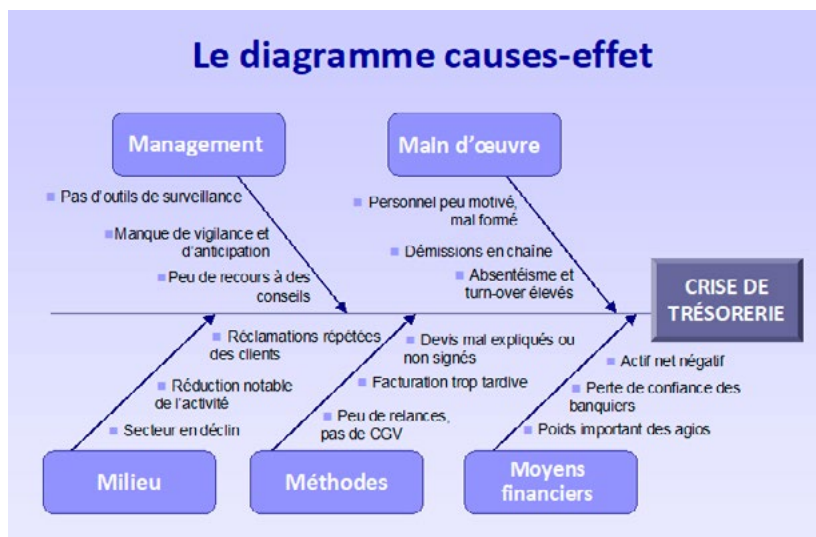 Le diagramme causes-effet
Management
Main d'œuvre
Pas d'outils de surveillance
Manque de vigilance et
d'anticipation
Peu de recours à des
conseils
Personnel peu motivé,
mal formé
Démissions en chaîne
Absentéisme et
turn-over élevés
CRISE DE
TRÉSORERIE
Réclamations répétées
des clients
Réduction notable
de l'activité
Secteur en déclin
Devis mal expliqués ou
non signés
Facturation trop tardive
Peu de relances,
pas de CGV
Actif net négatif
Perte de confiance des
banquiers
Poids important des agios
Milieu
Méthodes
Moyens
financiers